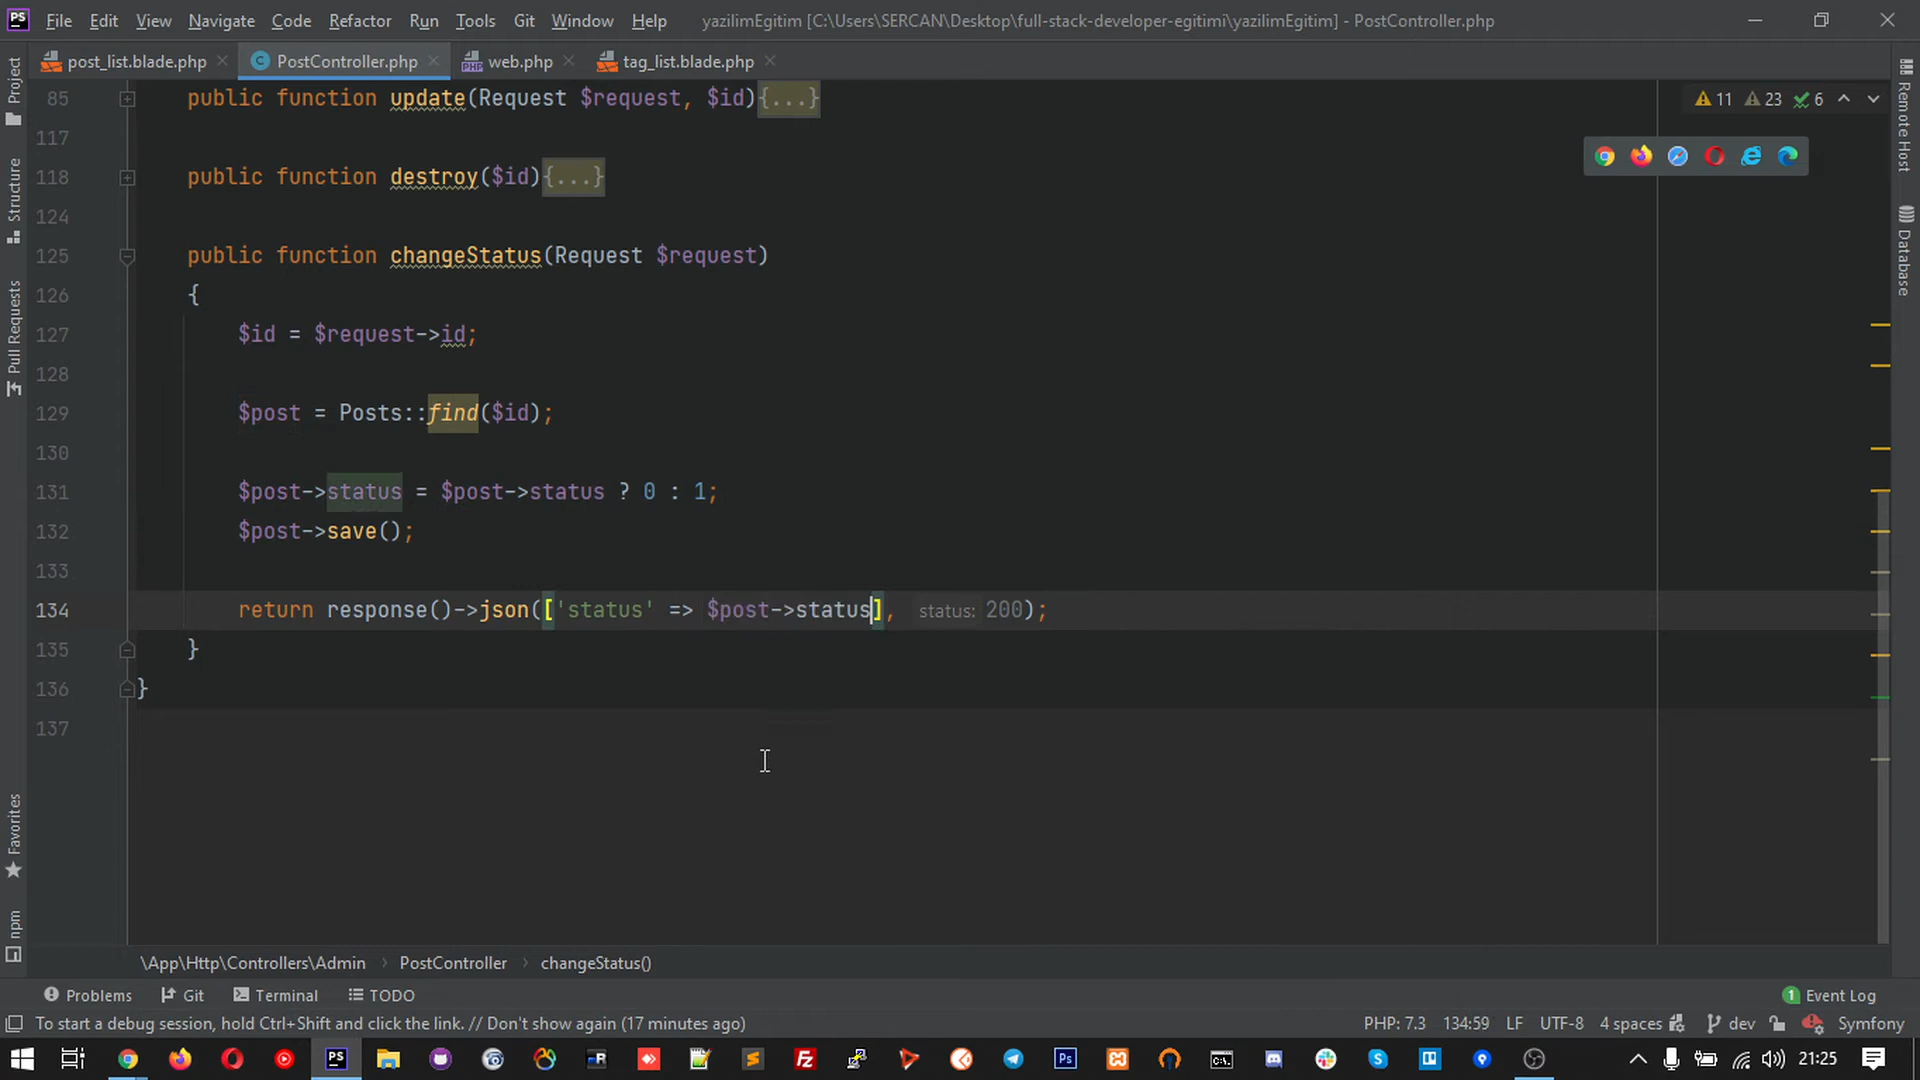 PS File Edit View Navigate Code Refactor Run Tools Git Window Help yazilimEgitim [C:\Users\SERCAN\Desktop\full-stack-developer-egitimi\yazilimEgitim] - PostController.php
post_list.blade.php PostController.php web.php tag_list.blade.php
85 public function update(Request $request, $id){...}
11 23 6
117
118 public function destroy($id){...}
124
125 public function changeStatus(Request $request)
126 {
127 $id = $request->id;
128
129 $post = Posts::find($id);
130
131 $post->status = $post->status ? 0 : 1;
132 $post->save();
133
134 return response()->json(['status' => $post->status], status: 200);
135 }
136 }
137
Project
Structure
Pull Requests
Favorites
npm
Remote Host
Database
\App\Http\Controllers\Admin PostController changeStatus()
Problems Git Terminal TODO 1 Event Log
To start a debug session, hold Ctrl+Shift and click the link. // Don't show again (17 minutes ago) PHP: 7.3 134:59 LF UTF-8 4 spaces dev Symfony
21:25